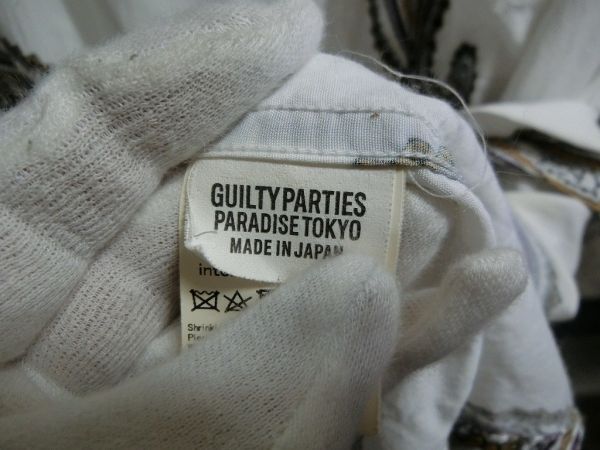 GUILTY PARTIES
PARADISE TOKYO
MADE IN JAPAN